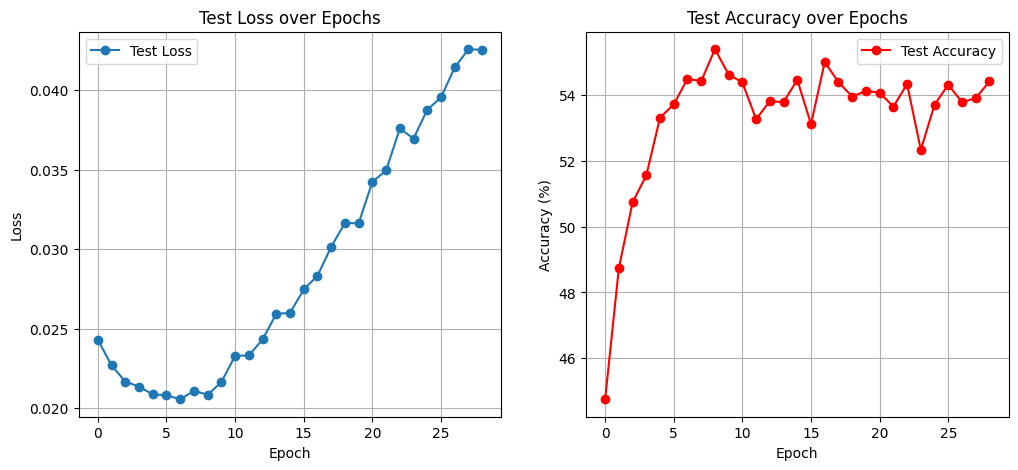 Test Loss over Epochs
Test Loss
0.040
0.035
0.030
0.025
0.020
Loss
0
5
10
15
20
25
Epoch
Test Accuracy over Epochs
Test Accuracy
54
52
50
48
46
Accuracy (%)
0
5
10
15
20
25
Epoch